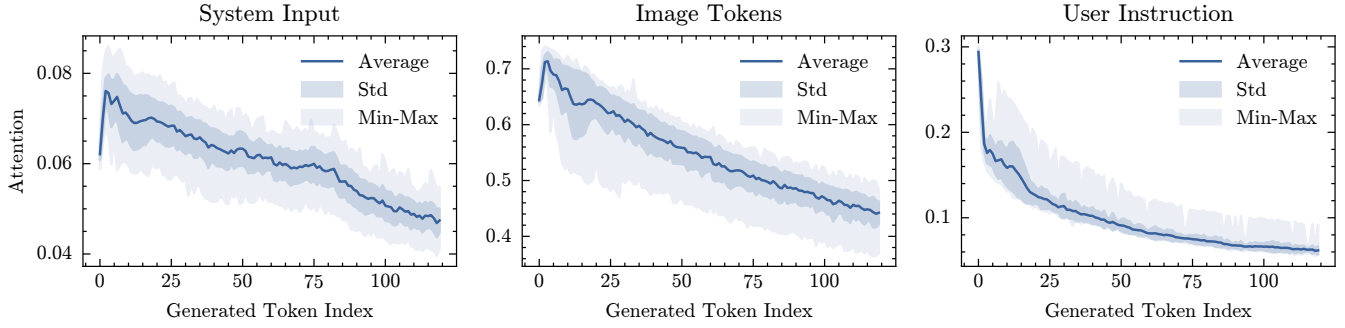 System Input
Attention
0.08
0.06
0.04
Average
Std
Min-Max
0 25 50 75 100
Generated Token Index
Image Tokens
0.7
0.6
0.5
0.4
Average
Std
Min-Max
0 25 50 75 100
Generated Token Index
User Instruction
0.3
0.2
0.1
Average
Std
Min-Max
0 25 50 75 100
Generated Token Index